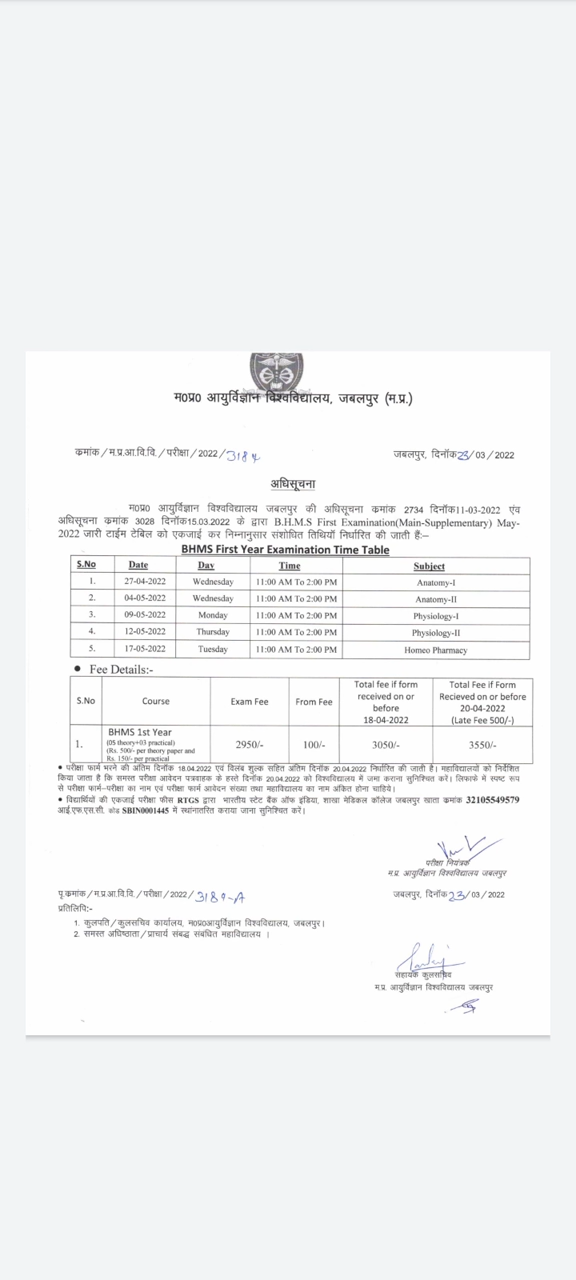 म0प्र0 आयुर्विज्ञान विश्वविद्यालय, जबलपुर (म.प्र.)
क्रमांक / म.प्र.आ.वि.वि. / परीक्षा / 2022 / 3184
जबलपुर, दिनॉक 23/03/2022
अधिसूचना
म0प्र0 आयुर्विज्ञान विश्वविद्यालय जबलपुर की अधिसूचना कमांक 2734 दिनॉक11-03-2022 एंव
अधिसूचना कमांक 3028 दिनॉक15.03.2022 के द्वारा B.H.M.S First Examination(Main-Supplementary) May-
2022 जारी टाईम टेबिल को एकजाई कर निम्नानुसार संशोधित तिथियॉ निर्धारित की जाती हैं:–
BHMS First Year Examination Time Table
S.No Date Day Time Subject
1. 27-04-2022 Wednesday 11:00 AM To 2:00 PM Anatomy-I
2. 04-05-2022 Wednesday 11:00 AM To 2:00 PM Anatomy-II
3. 09-05-2022 Monday 11:00 AM To 2:00 PM Physiology-I
4. 12-05-2022 Thursday 11:00 AM To 2:00 PM Physiology-II
5. 17-05-2022 Tuesday 11:00 AM To 2:00 PM Homeo Pharmacy
• Fee Details:-
S.No Course Exam Fee From Fee Total fee if form received on or before 18-04-2022 Total Fee if Form Recieved on or before 20-04-2022 (Late Fee 500/-)
1. BHMS 1st Year 2950/- 100/- 3050/- 3550/-
(05 theory+03 practical)
(Rs. 500/- per theory paper and
Rs. 150/- per practical
• परीक्षा फार्म भरने की अंतिम दिनॉक 18.04.2022 एवं विलंब शुल्क सहित अंतिम दिनॉक 20.04.2022 निर्धारित की जाती है। महाविद्यालयों को निर्देशित
किया जाता है कि समस्त परीक्षा आवेदन पत्रवाहक के हस्ते दिनॉक 20.04.2022 को विश्वविद्यालय में जमा कराना सुनिश्चित करें। लिफाफे में स्पष्ट रूप
से परीक्षा फार्म–परीक्षा का नाम एवं परीक्षा फार्म आवेदन संख्या तथा महाविद्यालय का नाम अंकित होना चाहिये।
• विद्यार्थियों की एकजाई परीक्षा फीस RTGS द्वारा भारतीय स्टेट बैंक ऑफ इंडिया, शाखा मेडिकल कॉलेज जबलपुर खाता कमांक 32105549579
आई.एफ.एस.सी. कोड SBIN0001445 में स्थांनातरित कराया जाना सुनिश्चित करें।
परीक्षा नियंत्रक
म.प्र. आयुर्विज्ञान विश्वविद्यालय जबलपुर
पृ.कमांक / म.प्र.आ.वि.वि. / परीक्षा / 2022 / 3180-A
जबलपुर, दिनॉक 23/03/2022
प्रतिलिपि:-
1. कुलपति / कुलसचिव कार्यालय, म0प्र0आयुर्विज्ञान विश्वविद्यालय, जबलपुर।
2. समस्त अधिष्ठाता / प्राचार्य संबद्ध संबंधित महाविद्यालय ।
सहायक कुलसचिव
म.प्र. आयुर्विज्ञान विश्वविद्यालय जबलपुर